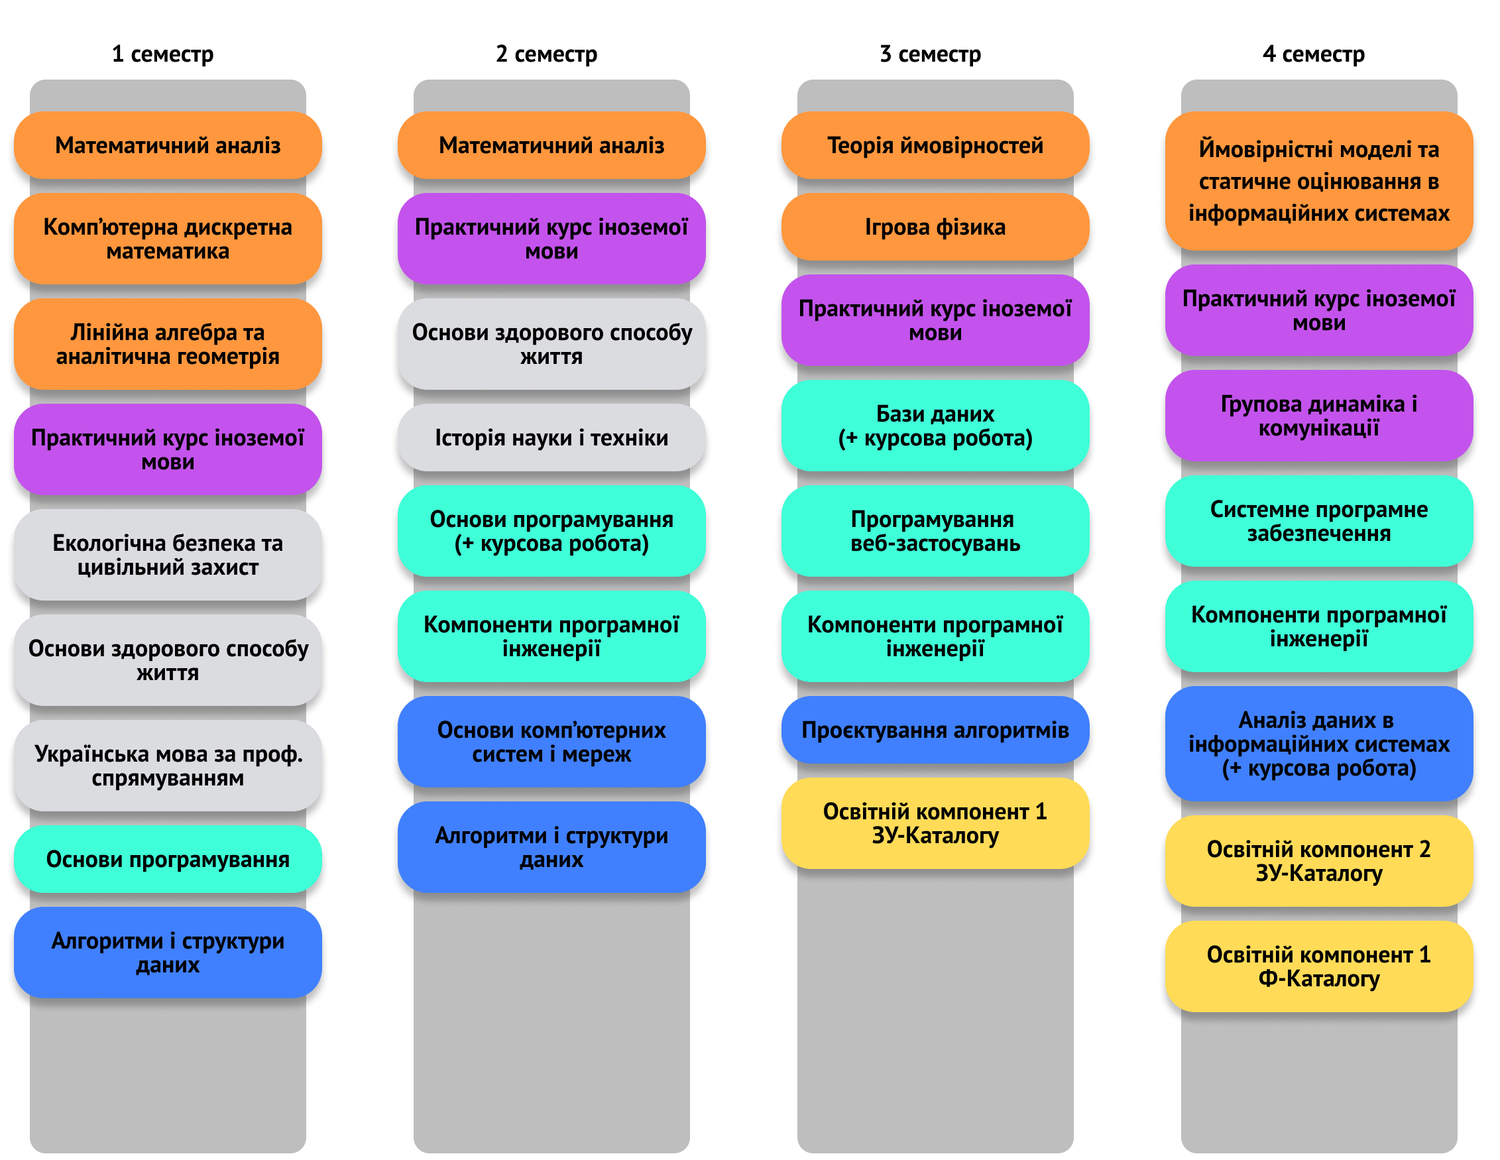 1 семестр
Математичний аналіз
Комп’ютерна дискретна
математика
Лінійна алгебра та
аналітична геометрія
Практичний курс іноземої
мови
Екологічна безпека та
цивільний захист
Основи здорового способу
життя
Українська мова за проф.
спрямуванням
Основи програмування
Алгоритми і структури
даних
2 семестр
Математичний аналіз
Практичний курс іноземої
мови
Основи здорового способу
життя
Історія науки і техніки
Основи програмування
(+ курсова робота)
Компоненти програмної
інженерії
Основи комп’ютерних
систем і мереж
Алгоритми і структури
даних
3 семестр
Теорія ймовірностей
Ігрова фізика
Практичний курс іноземої
мови
Бази даних
(+ курсова робота)
Програмування
веб-застосувань
Компоненти програмної
інженерії
Проєктування алгоритмів
Освітній компонент 1
ЗУ-Каталогу
4 семестр
Ймовірністні моделі та
статичне оцінювання в
інформаційних системах
Практичний курс іноземої
мови
Групова динаміка і
комунікації
Системне програмне
забезпечення
Компоненти програмної
інженерії
Аналіз даних в
інформаційних системах
(+ курсова робота)
Освітній компонент 2
ЗУ-Каталогу
Освітній компонент 1
Ф-Каталогу